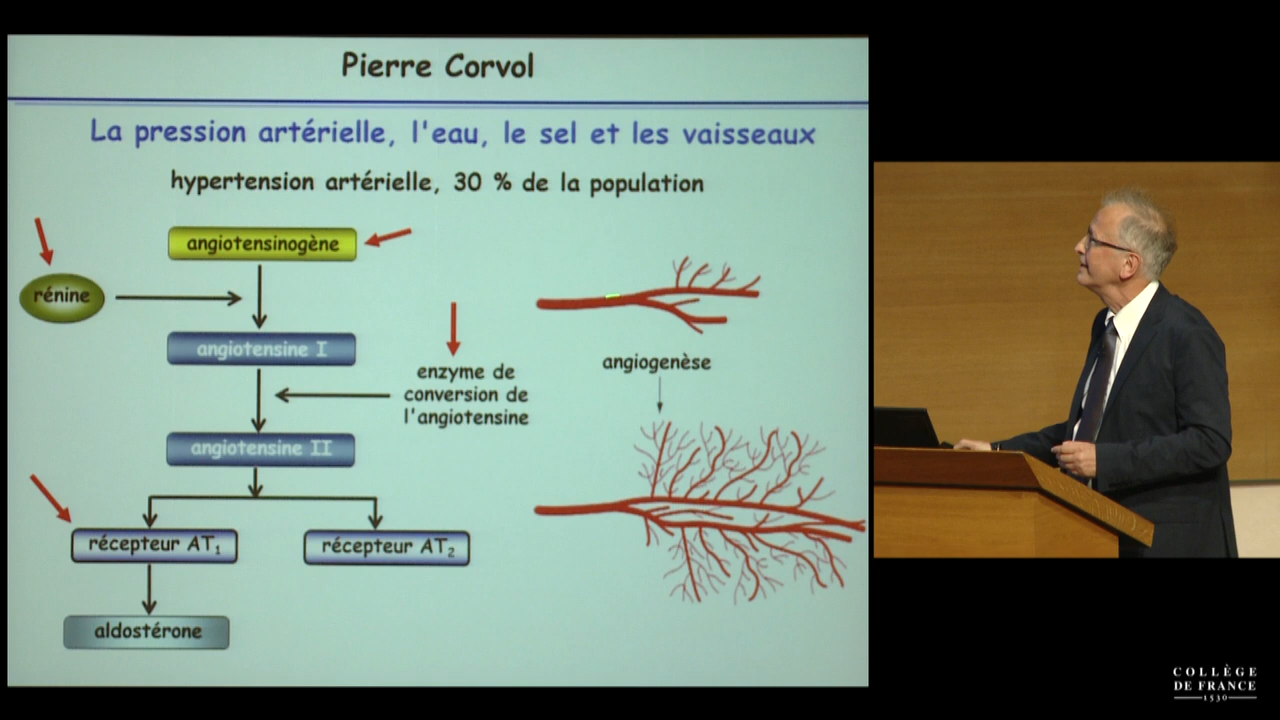 Pierre Corvol
La pression artérielle, l'eau, le sel et les vaisseaux
hypertension artérielle, 30 % de la population
angiotensinogène
rénine
angiotensine I
enzyme de
conversion de
l'angiotensine
angiotensine II
récepteur AT₁
récepteur AT₂
aldostérone
angiogenèse
COLLÈGE
DE FRANCE
1530